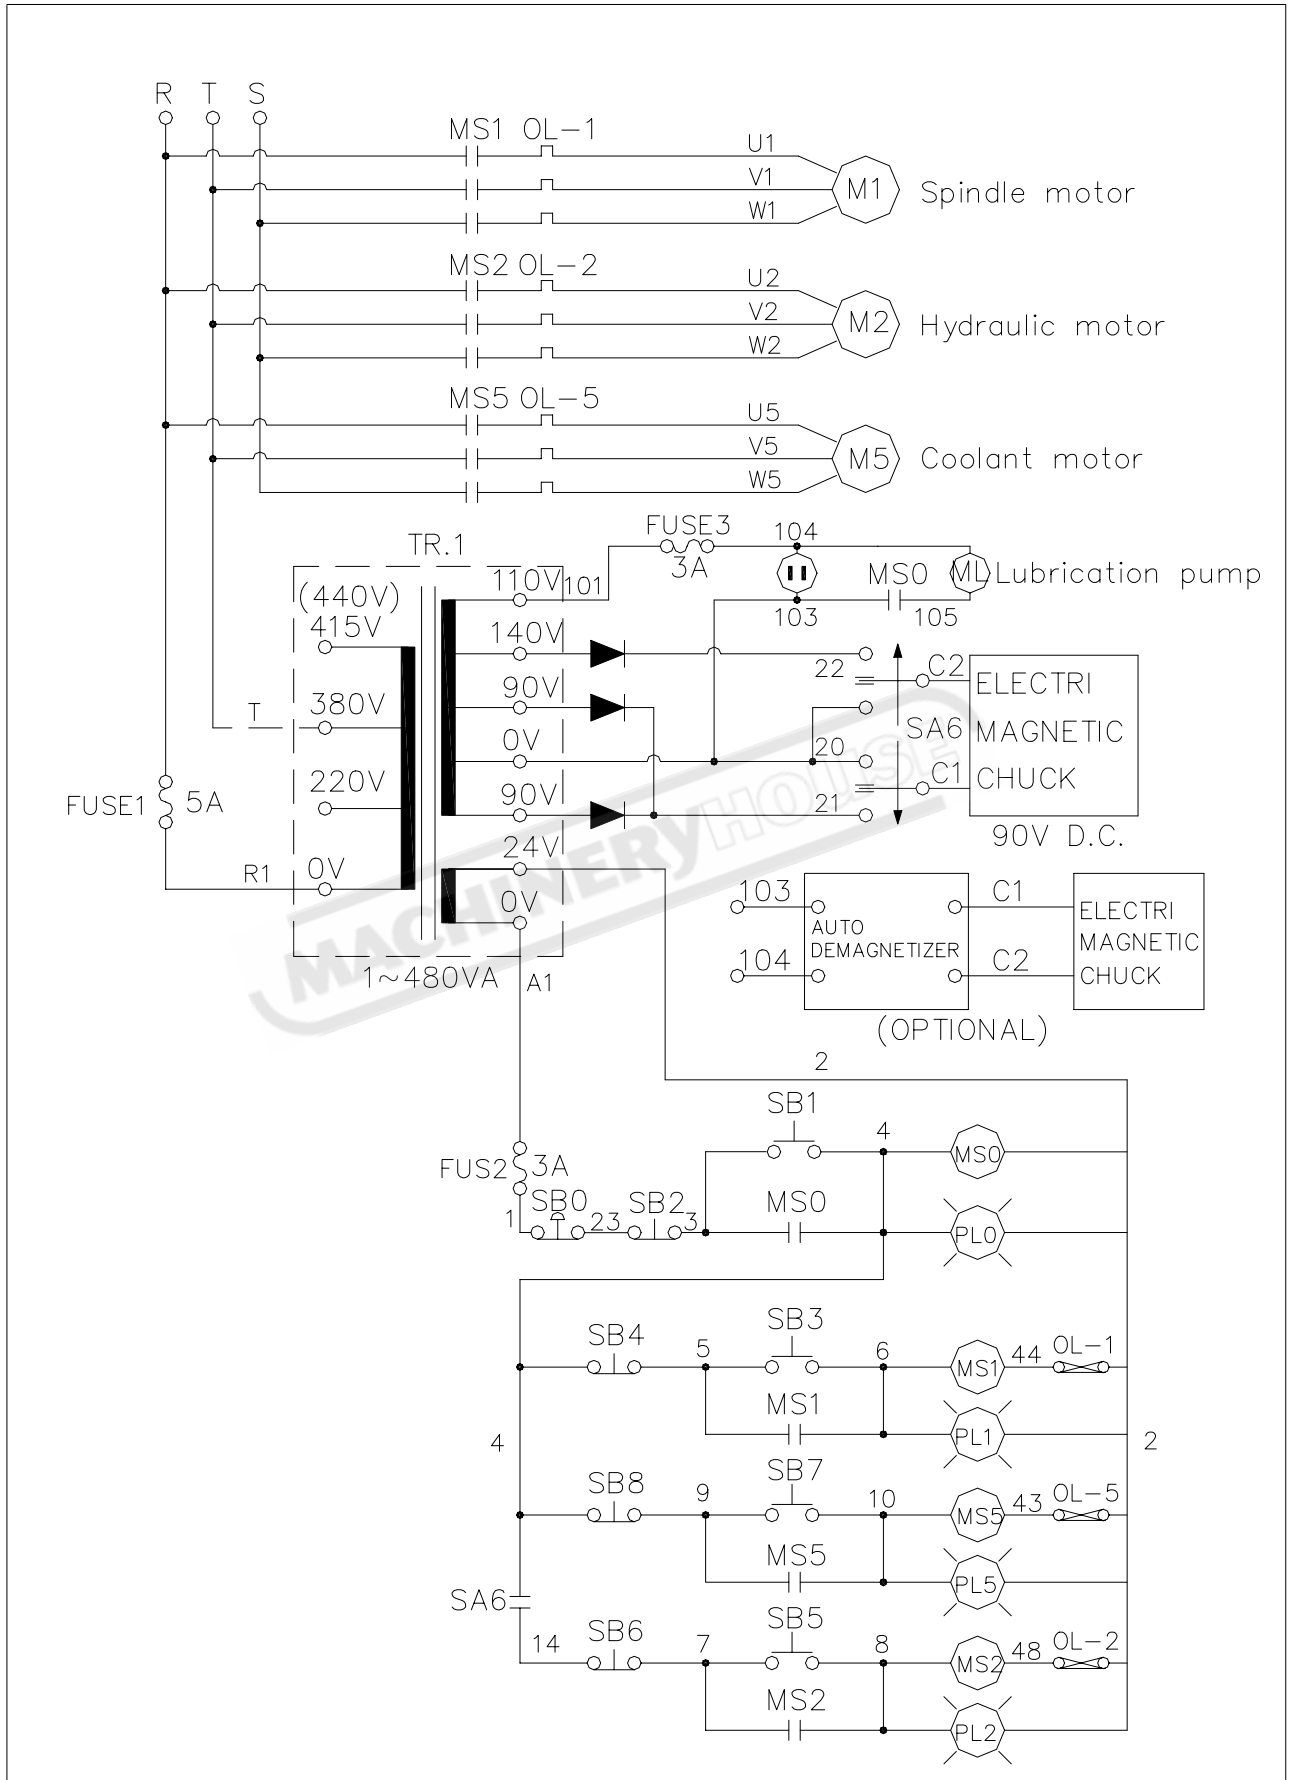 R T S
MS1 OL-1
U1
V1
W1
M1
Spindle motor
MS2 OL-2
U2
V2
W2
M2
Hydraulic motor
MS5 OL-5
U5
V5
W5
M5
Coolant motor
TR.1
FUSE3
3A
104
103
MS0
105
ML
Lubrication pump
(440V)
415V
380V
220V
0V
T
R1
FUSE1
5A
110V
101
140V
90V
0V
90V
24V
0V
1~480VA
A1
22
20
21
SA6
C2
C1
ELECTRI
MAGNETIC
CHUCK
90V D.C.
MACHINERYHOUSE
103
104
AUTO
DEMAGNETIZER
C1
C2
ELECTRI
MAGNETIC
CHUCK
(OPTIONAL)
2
SB1
4
MS0
FUS2
3A
1
SB0
23
SB2
3
MS0
PL0
SB4
5
SB3
6
MS1
44
OL-1
MS1
PL1
4
2
SB8
9
SB7
10
MS5
43
OL-5
MS5
PL5
SA6
14
SB6
7
SB5
8
MS2
48
OL-2
MS2
PL2